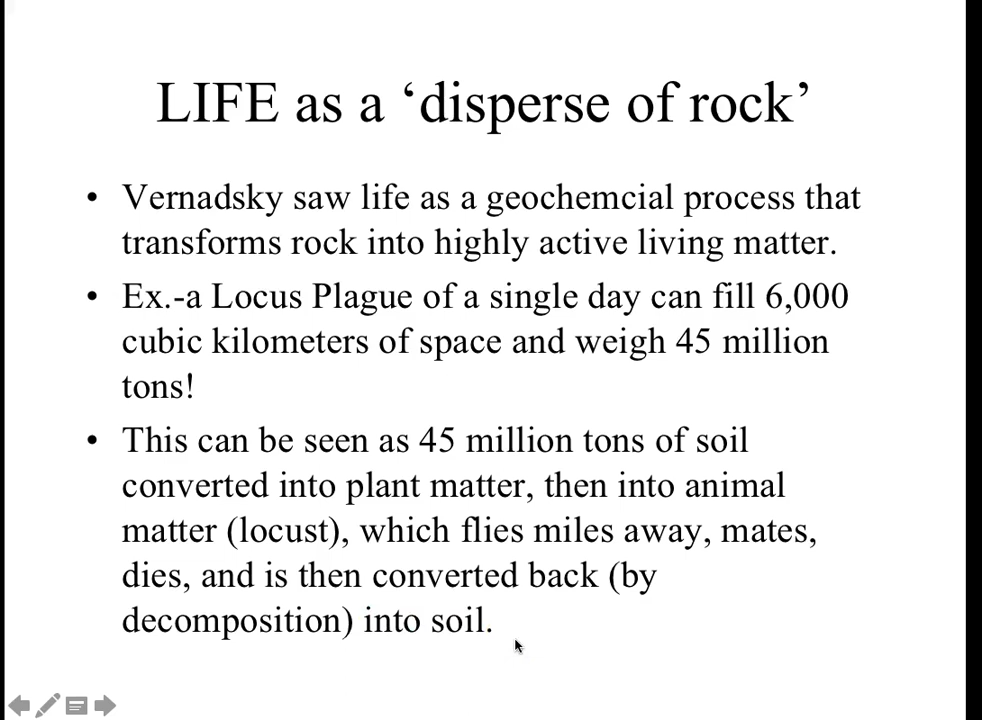 LIFE as a ‘disperse of rock’
• Vernadsky saw life as a geochemcial process that
transforms rock into highly active living matter.
• Ex.-a Locus Plague of a single day can fill 6,000
cubic kilometers of space and weigh 45 million
tons!
• This can be seen as 45 million tons of soil
converted into plant matter, then into animal
matter (locust), which flies miles away, mates,
dies, and is then converted back (by
decomposition) into soil.